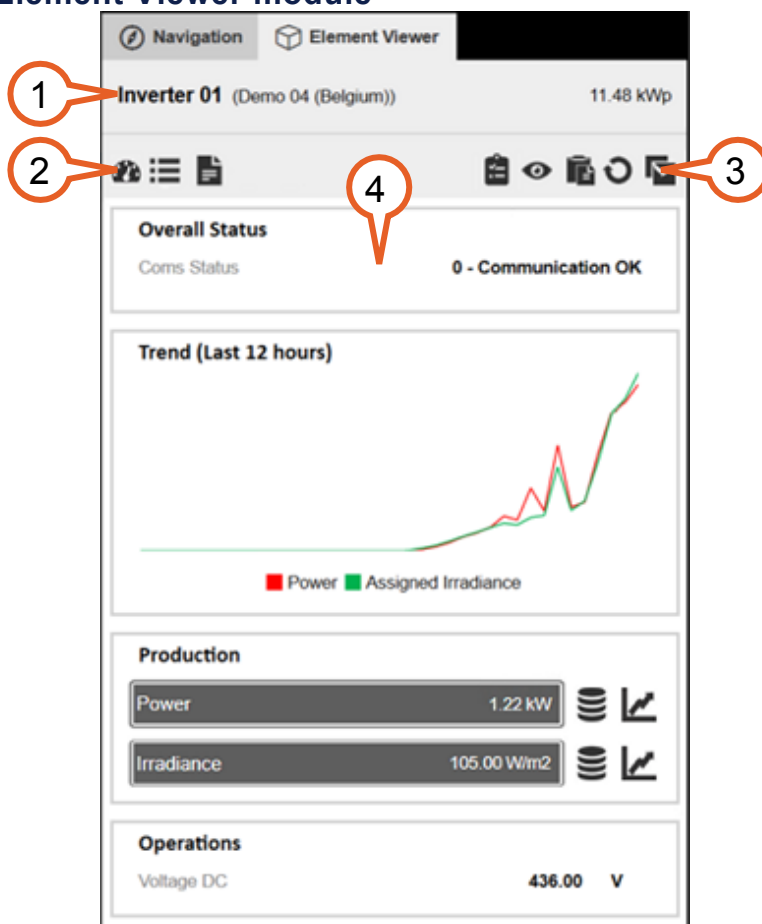 Element Viewer module
Navigation Element Viewer
1 Inverter 01 (Demo 04 (Belgium)) 11.48 kWp
2 4 3
Overall Status
Coms Status 0 - Communication OK
Trend (Last 12 hours)
Power Assigned Irradiance
Production
Power 1.22 kW
Irradiance 105.00 W/m2
Operations
Voltage DC 436.00 V